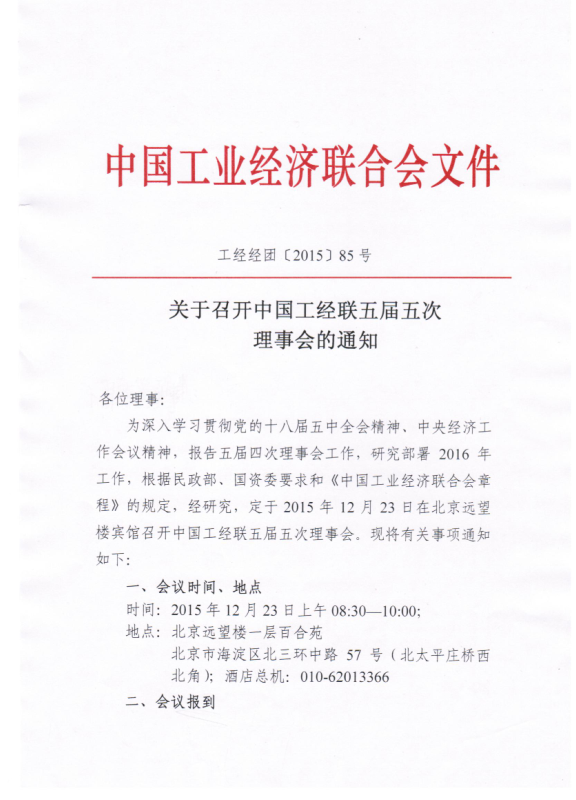 中国工业经济联合会文件
工经经团〔2015〕85 号
关于召开中国工经联五届五次
理事会的通知
各位理事：
为深入学习贯彻党的十八届五中全会精神、中央经济工
作会议精神，报告五届四次理事会工作，研究部署 2016 年
工作，根据民政部、国资委要求和《中国工业经济联合会章
程》的规定，经研究，定于 2015 年 12 月 23 日在北京远望
楼宾馆召开中国工经联五届五次理事会。现将有关事项通知
如下：
一、会议时间、地点
时间：2015 年 12 月 23 日上午 08:30—10:00;
地点：北京远望楼一层百合苑
北京市海淀区北三环中路 57 号（北太平庄桥西
北角）；酒店总机：010-62013366
二、会议报到